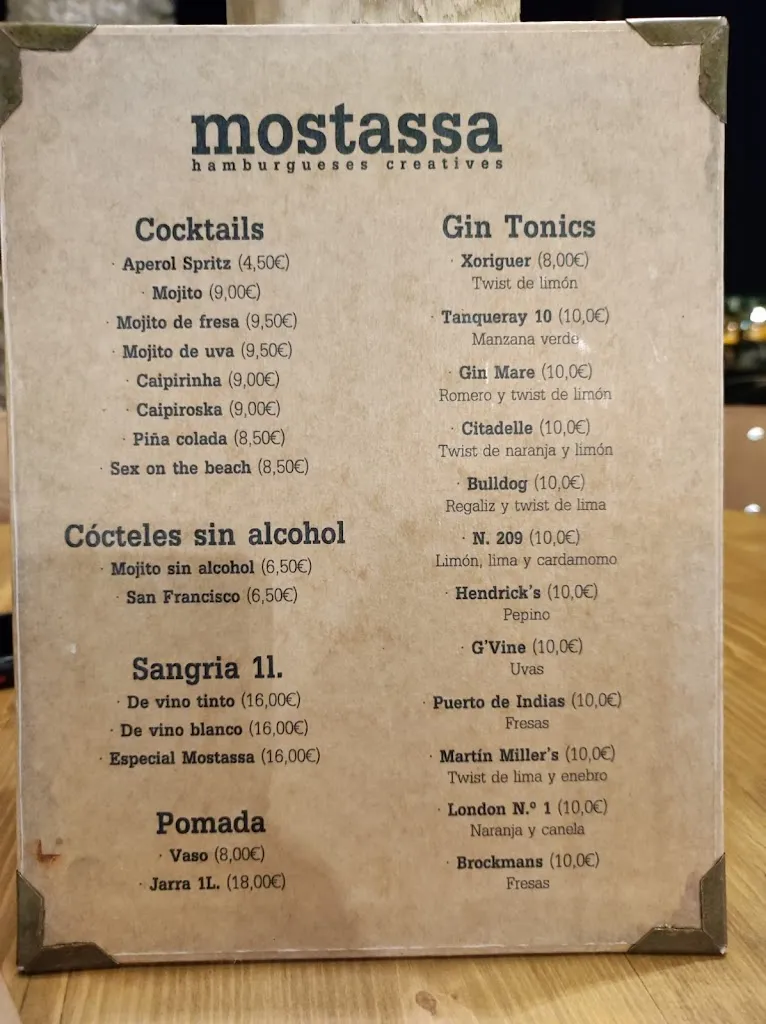 mostassa
hamburgueses creatives
Cocktails
· Aperol Spritz (4,50€)
· Mojito (9,00€)
· Mojito de fresa (9,50€)
· Mojito de uva (9,50€)
· Caipirinha (9,00€)
· Caipiroska (9,00€)
· Piña colada (8,50€)
· Sex on the beach (8,50€)
Cócteles sin alcohol
· Mojito sin alcohol (6,50€)
· San Francisco (6,50€)
Sangria 1l.
· De vino tinto (16,00€)
· De vino blanco (16,00€)
· Especial Mostassa (16,00€)
Pomada
· Vaso (8,00€)
· Jarra 1L. (18,00€)
Gin Tonics
· Xoriguer (8,00€)
Twist de limón
· Tanqueray 10 (10,0€)
Manzana verde
· Gin Mare (10,0€)
Romero y twist de limón
· Citadelle (10,0€)
Twist de naranja y limón
· Bulldog (10,0€)
Regaliz y twist de lima
· N. 209 (10,0€)
Limón, lima y cardamomo
· Hendrick's (10,0€)
Pepino
· G'Vine (10,0€)
Uvas
· Puerto de Indias (10,0€)
Fresas
· Martín Miller's (10,0€)
Twist de lima y enebro
· London N.º 1 (10,0€)
Naranja y canela
· Brockmans (10,0€)
Fresas